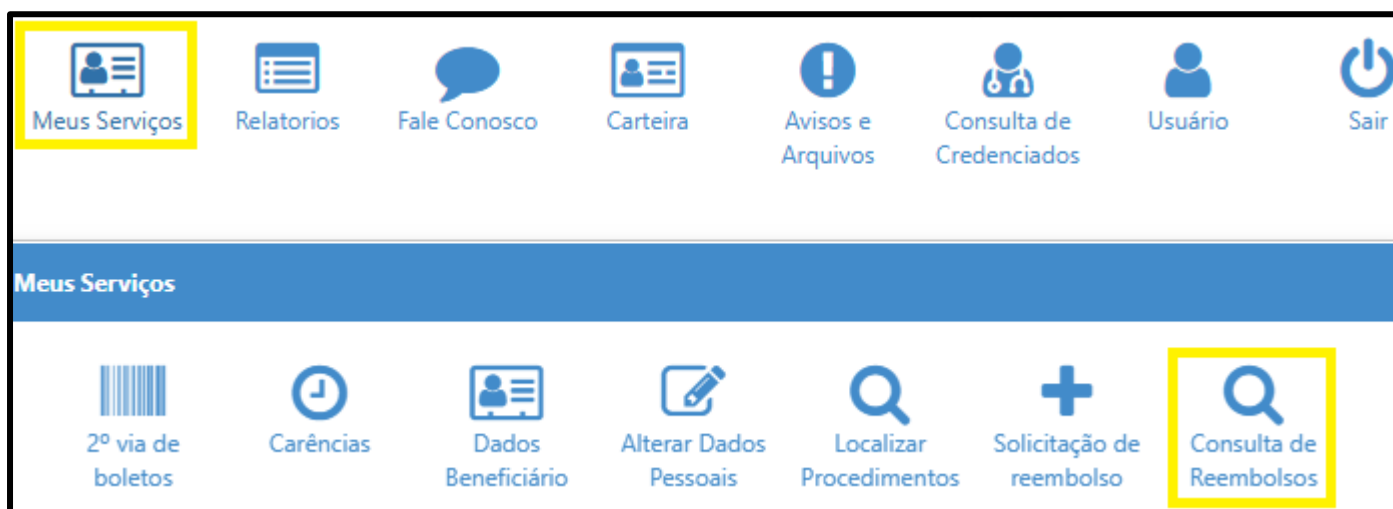 Meus Serviços
Relatorios
Fale Conosco
Carteira
Avisos e
Arquivos
Consulta de
Credenciados
Usuário
Sair
Meus Serviços
2º via de
boletos
Carências
Dados
Beneficiário
Alterar Dados
Pessoais
Localizar
Procedimentos
Solicitação de
reembolso
Consulta de
Reembolsos